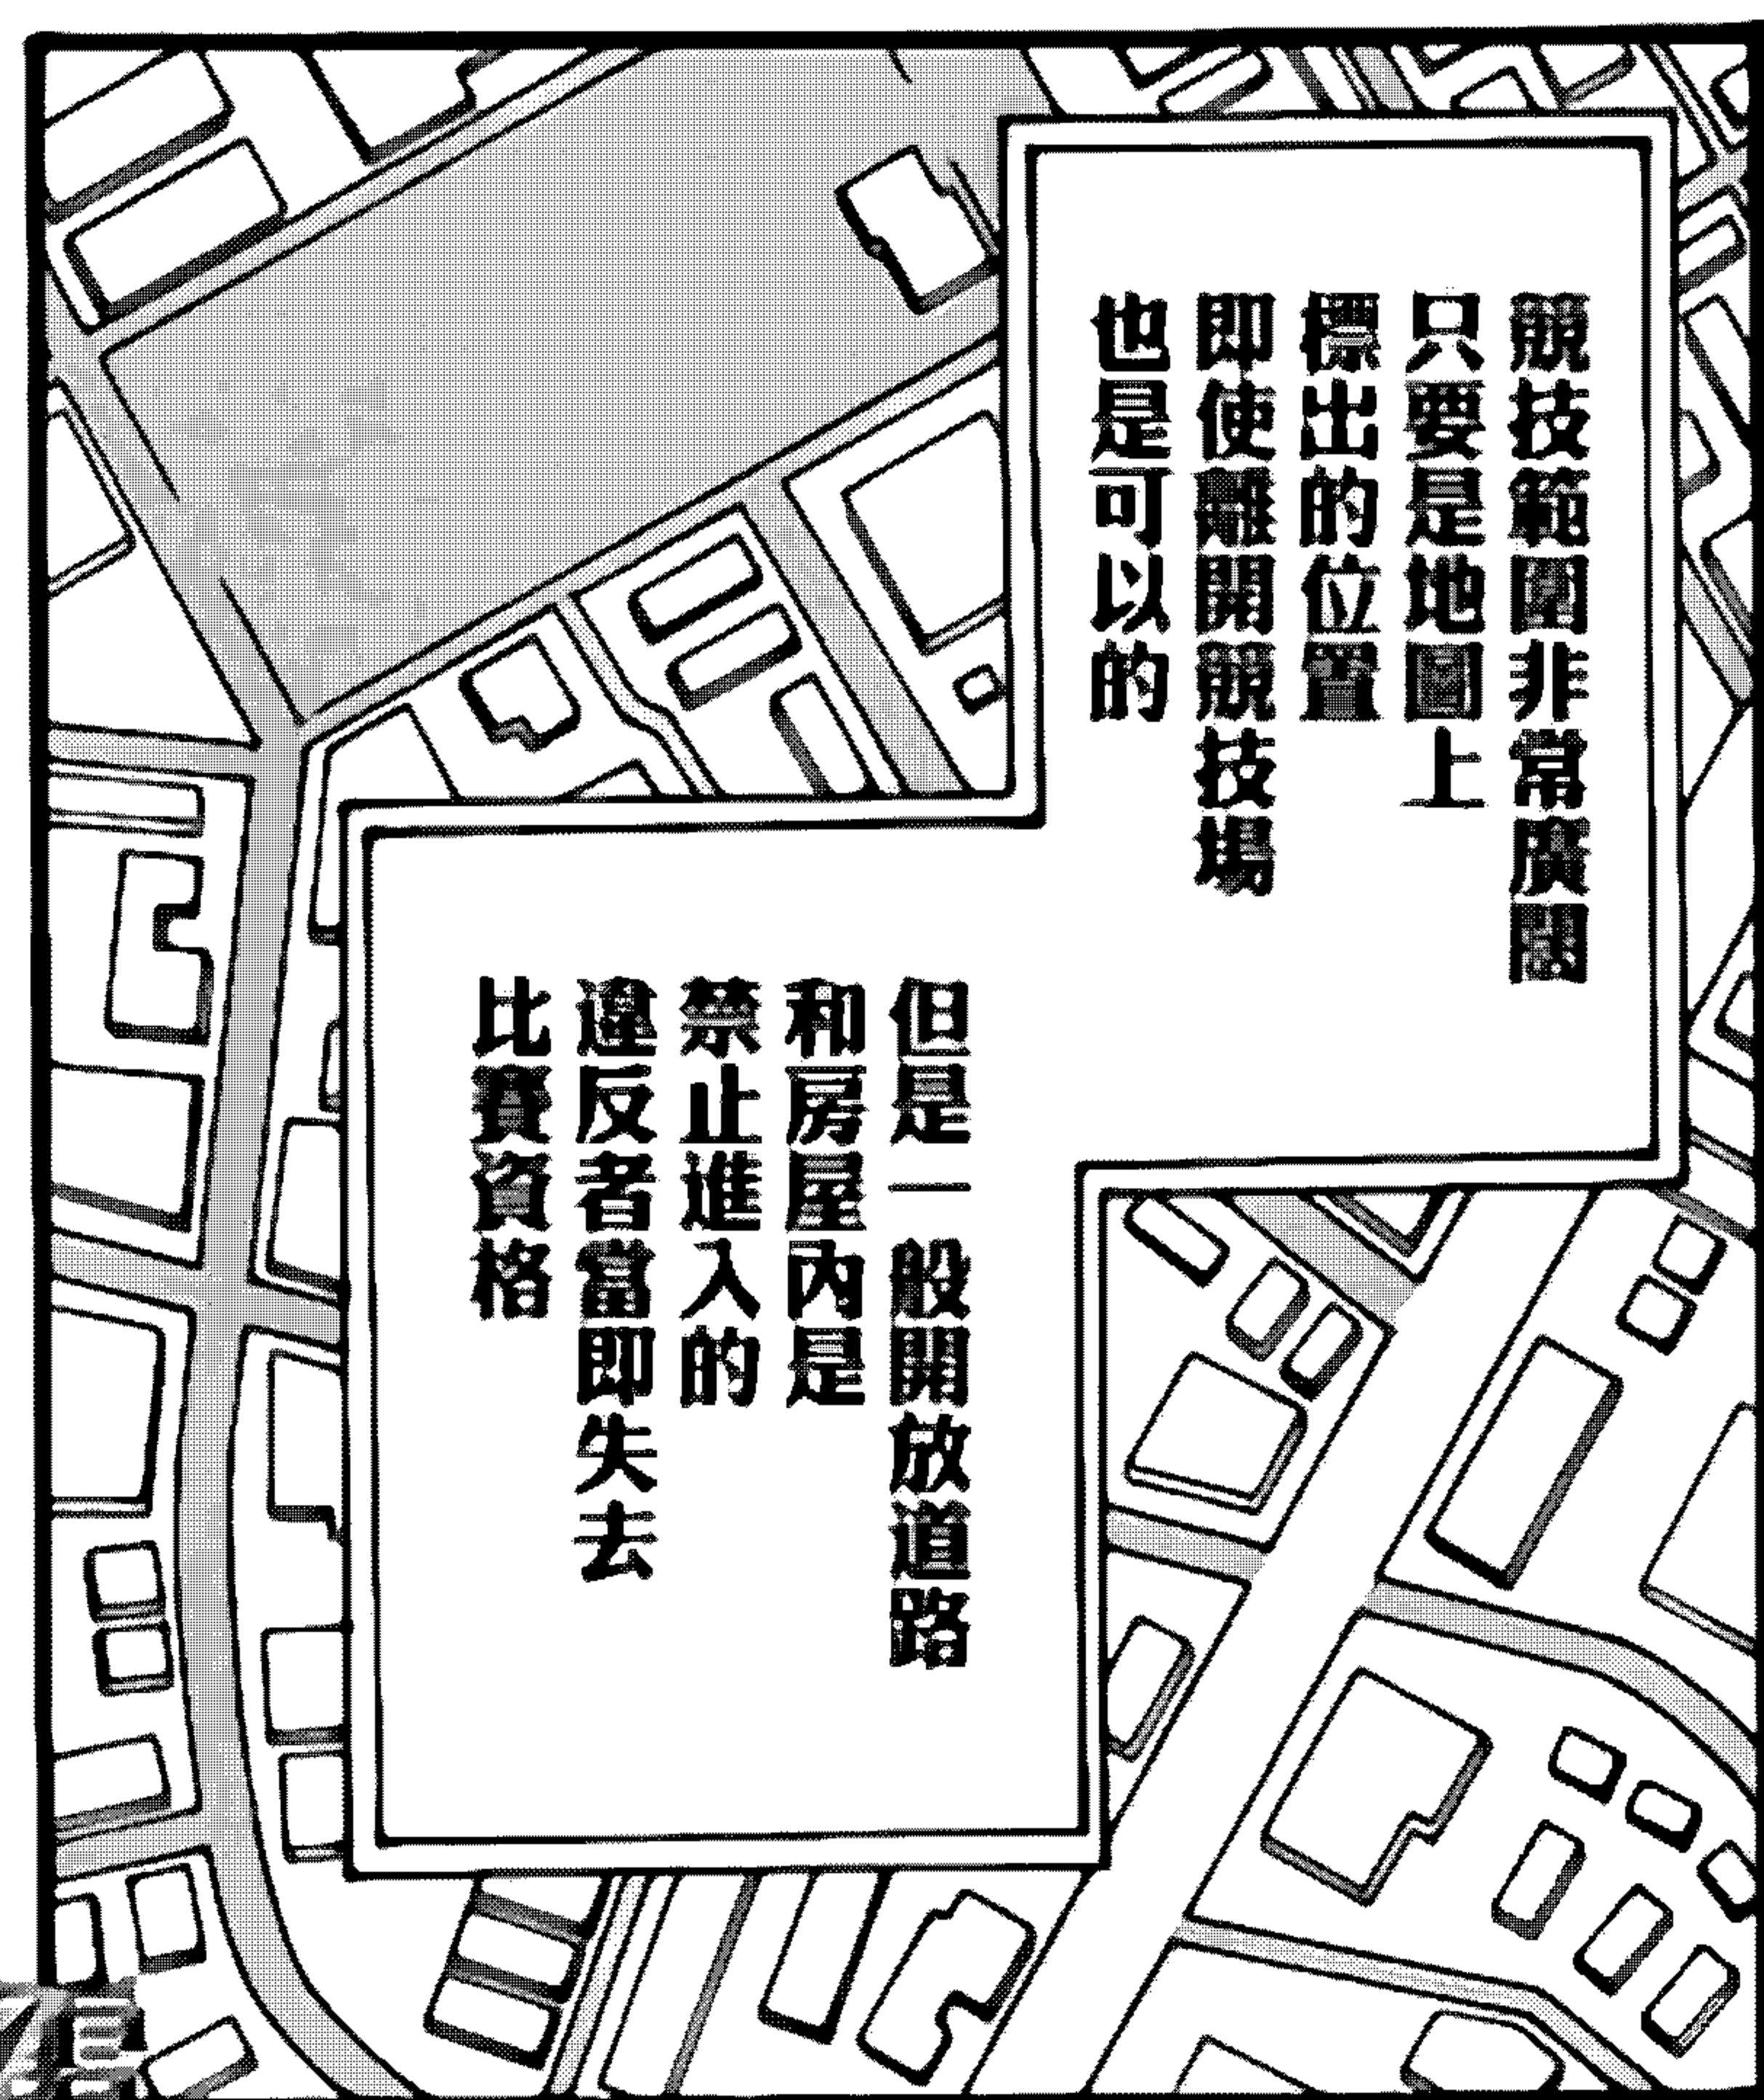 競技範圍非常廣闊
只要是地圖上
標出的位置
即使離開競技場
也是可以的
但是一般開放道路
和房屋內是
禁止進入的
違反者當即失去
比賽資格